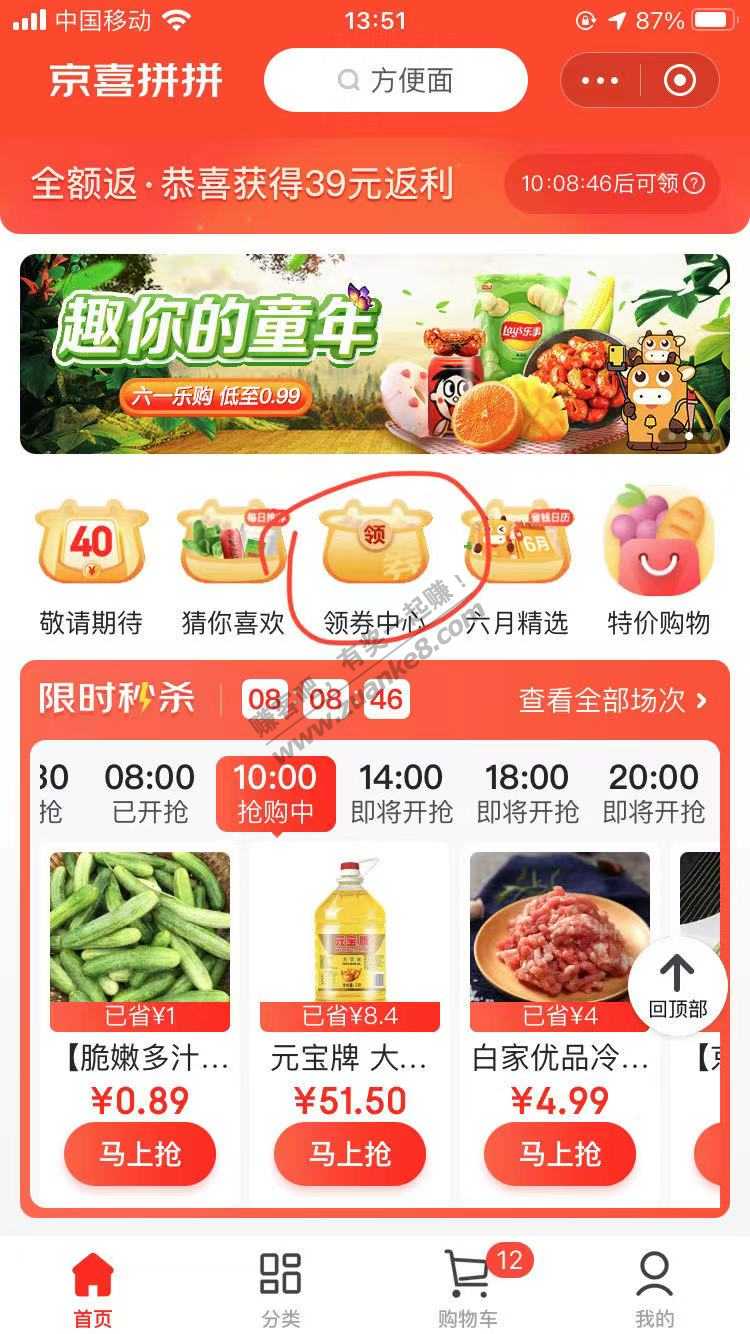 中国移动
13:51
87%
京喜拼拼
方便面
全额返·恭喜获得39元返利
10:08:46后可领?
趣你的童年
六一乐购 低至0.99
Lay's乐事
40
¥
每日推荐
领
券
省钱日历
6月
敬请期待
猜你喜欢
领券中心
六月精选
特价购物
赚客吧，有奖一起赚！
www.zuanke8.com
限时秒杀
08:08:46
查看全部场次
30
08:00
10:00
14:00
18:00
20:00
抢
已开抢
抢购中
即将开抢
即将开抢
即将开抢
元宝牌
已省¥1
已省¥8.4
已省¥4
回顶部
【脆嫩多汁...
元宝牌 大...
白家优品冷...
¥0.89
¥51.50
¥4.99
马上抢
马上抢
马上抢
12
首页
分类
购物车
我的